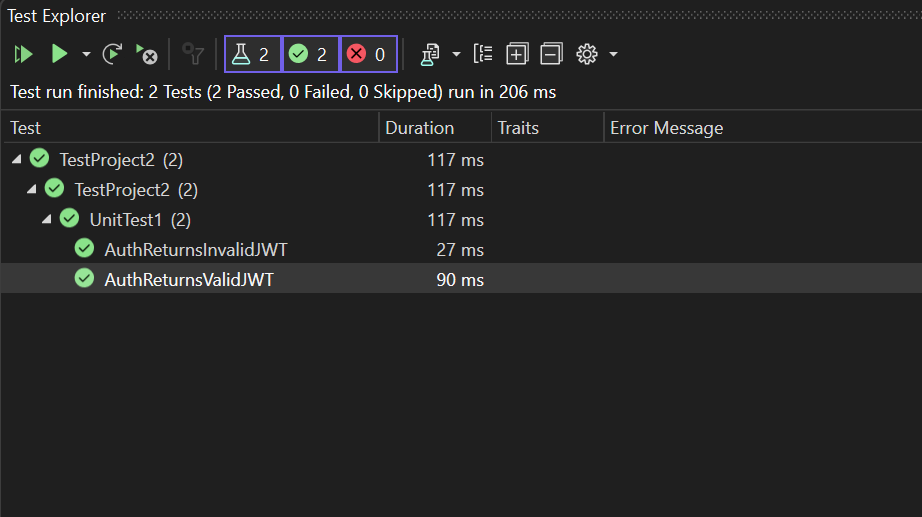 Test Explorer
2 2 0
Test run finished: 2 Tests (2 Passed, 0 Failed, 0 Skipped) run in 206 ms
Test Duration Traits Error Message
TestProject2 (2) 117 ms
TestProject2 (2) 117 ms
UnitTest1 (2) 117 ms
AuthReturnsInvalidJWT 27 ms
AuthReturnsValidJWT 90 ms